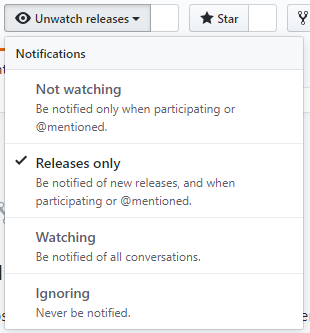 Unwatch releases
Star
Notifications
Not watching
Be notified only when participating or
@mentioned.
Releases only
Be notified of new releases, and when
participating or @mentioned.
Watching
Be notified of all conversations.
Ignoring
Never be notified.